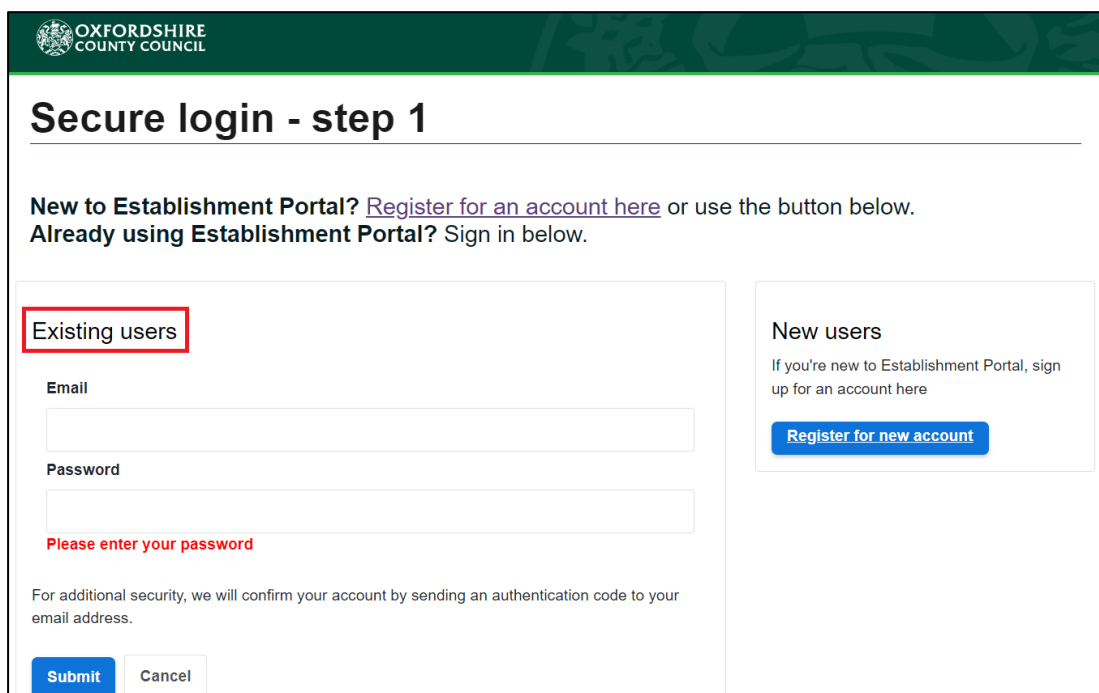 OXFORDSHIRE
COUNTY COUNCIL
Secure login - step 1
New to Establishment Portal? Register for an account here or use the button below.
Already using Establishment Portal? Sign in below.
Existing users
Email
Password
Please enter your password
For additional security, we will confirm your account by sending an authentication code to your
email address.
Submit
Cancel
New users
If you're new to Establishment Portal, sign
up for an account here
Register for new account